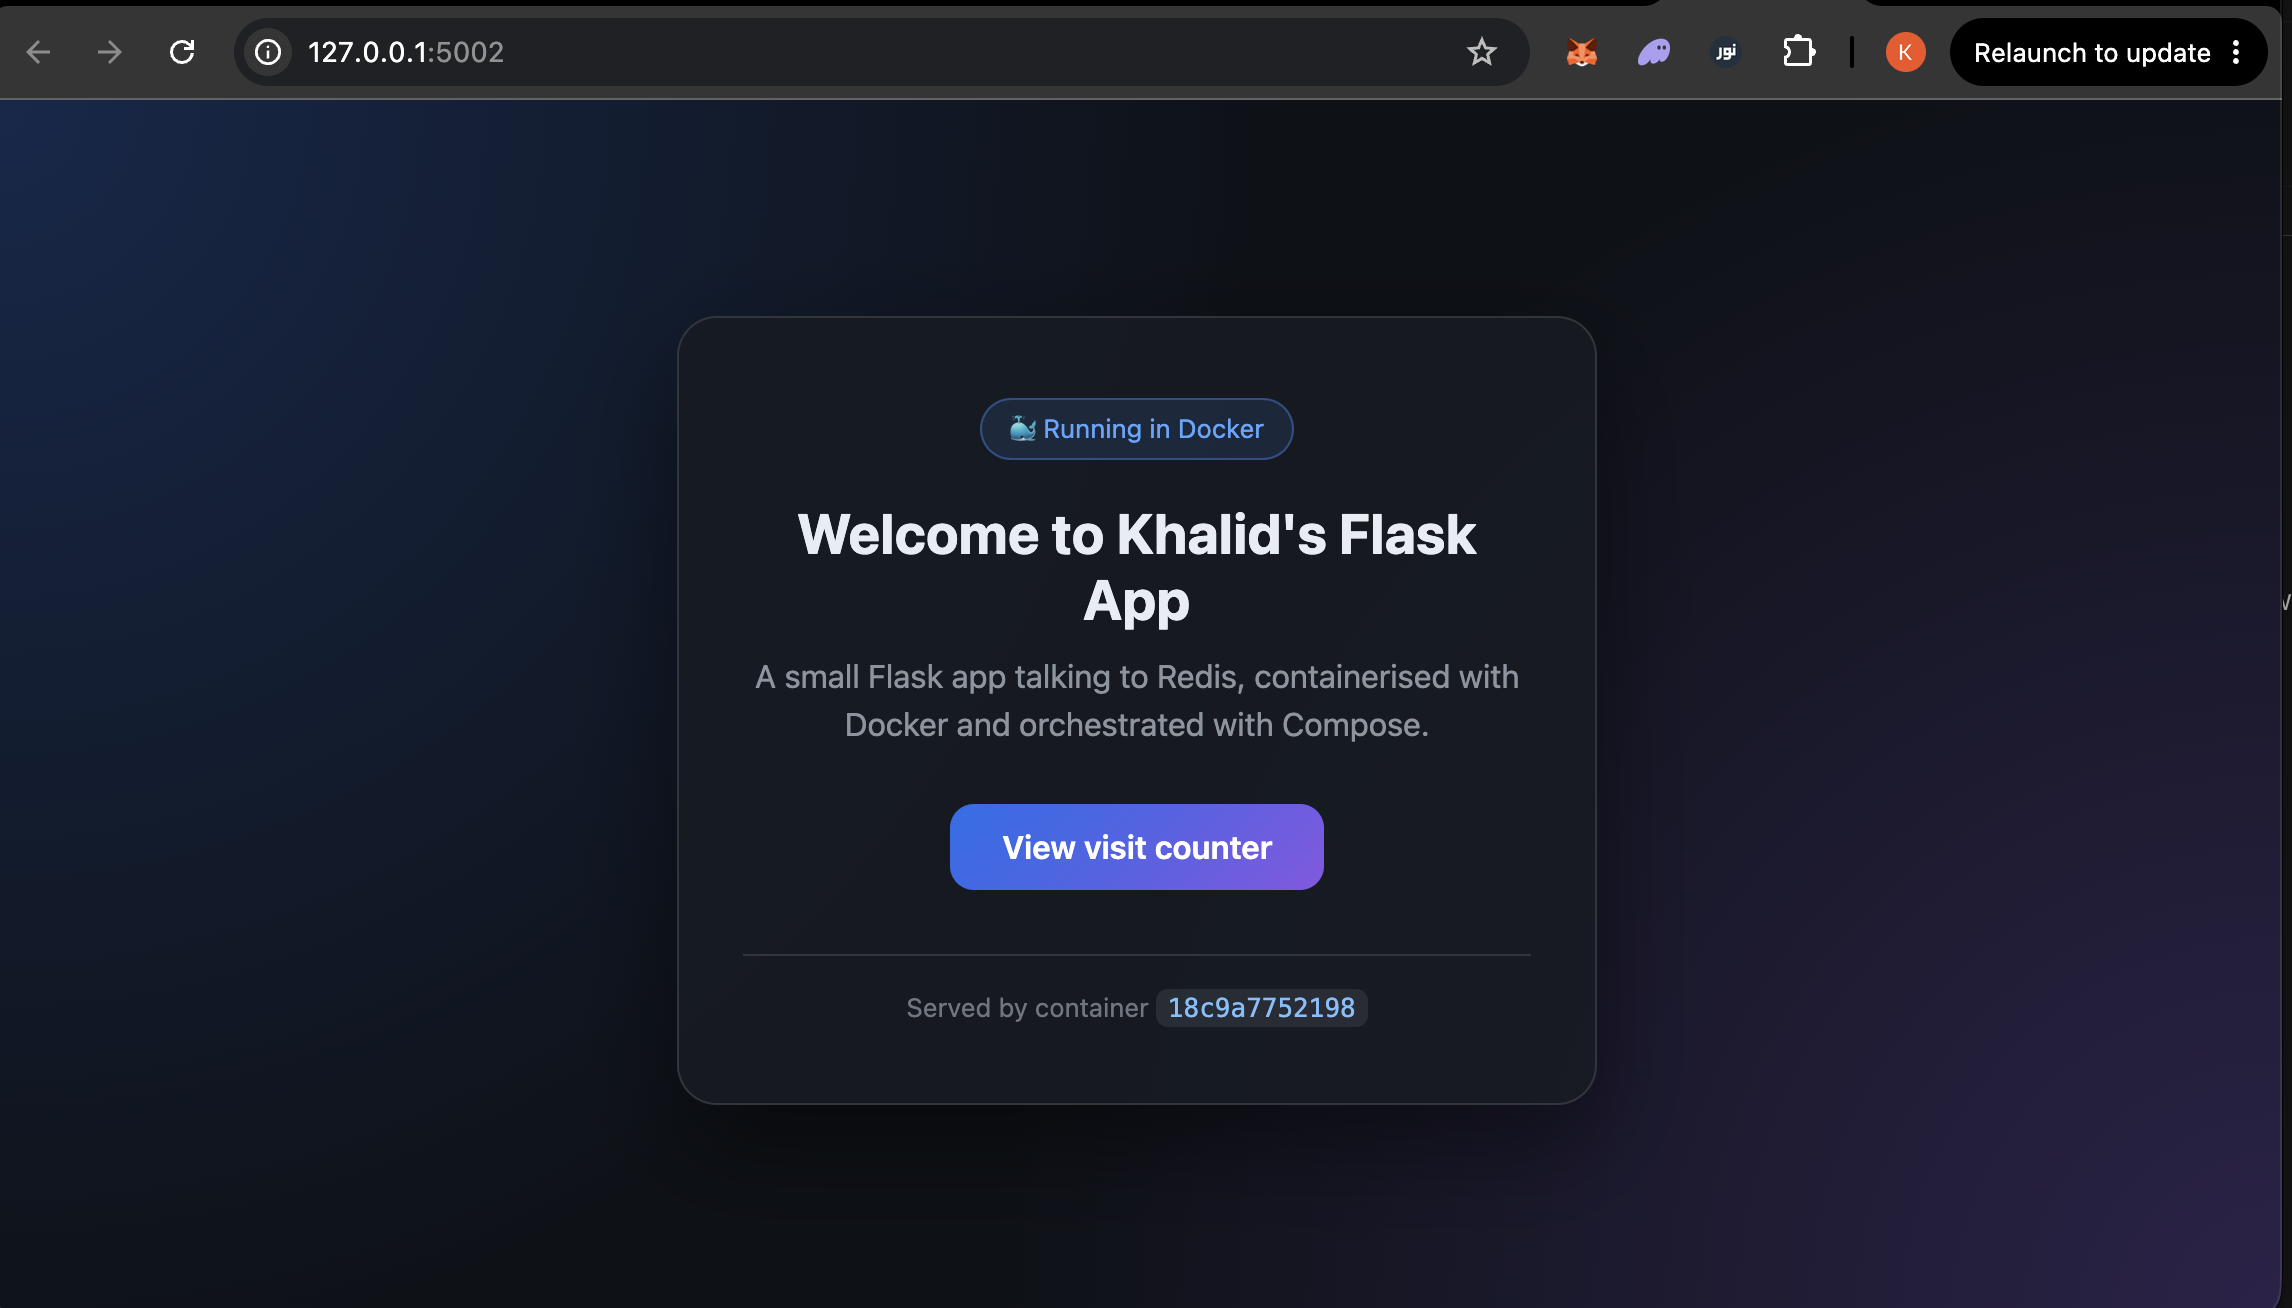 127.0.0.1:5002
نور
K
Relaunch to update
🐳 Running in Docker
Welcome to Khalid's Flask
App
A small Flask app talking to Redis, containerised with
Docker and orchestrated with Compose.
View visit counter
Served by container 18c9a7752198